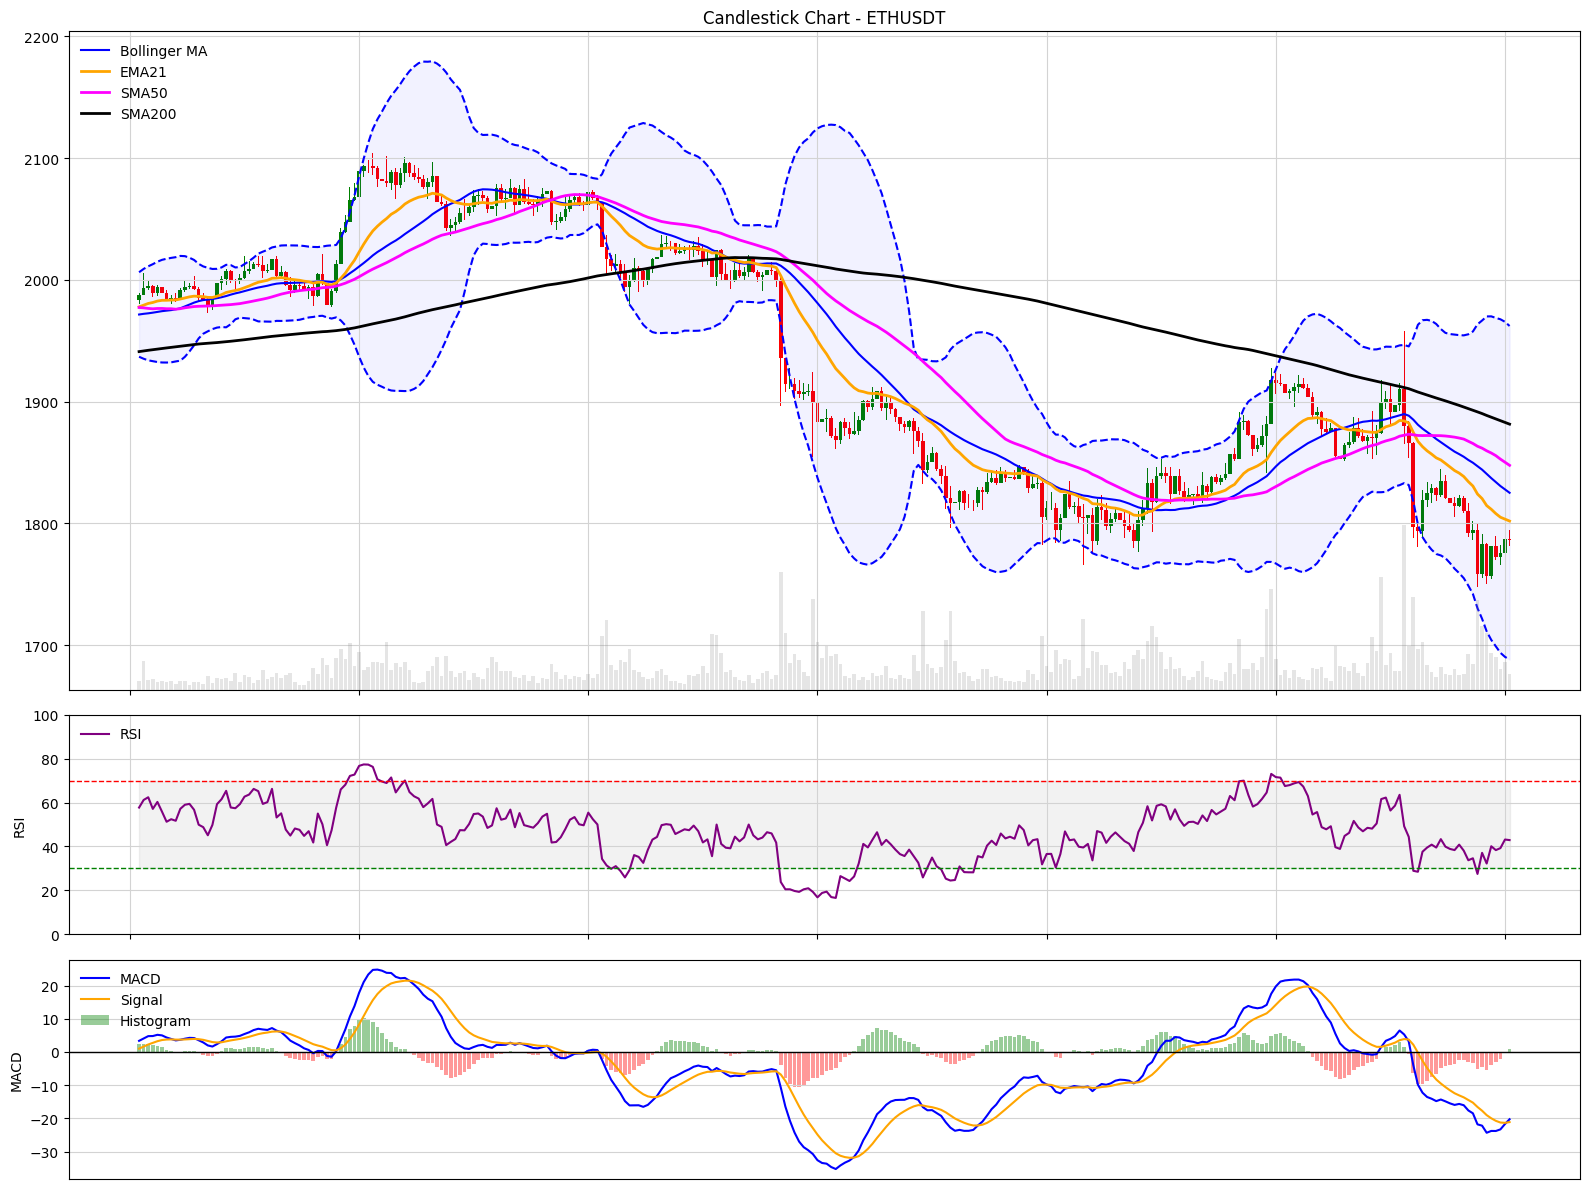 Candlestick Chart - ETHUSDT
Bollinger MA
EMA21
SMA50
SMA200
2200
2100
2000
1900
1800
1700
RSI
RSI
100
80
60
40
20
0
MACD
Signal
Histogram
MACD
20
10
0
−10
−20
−30